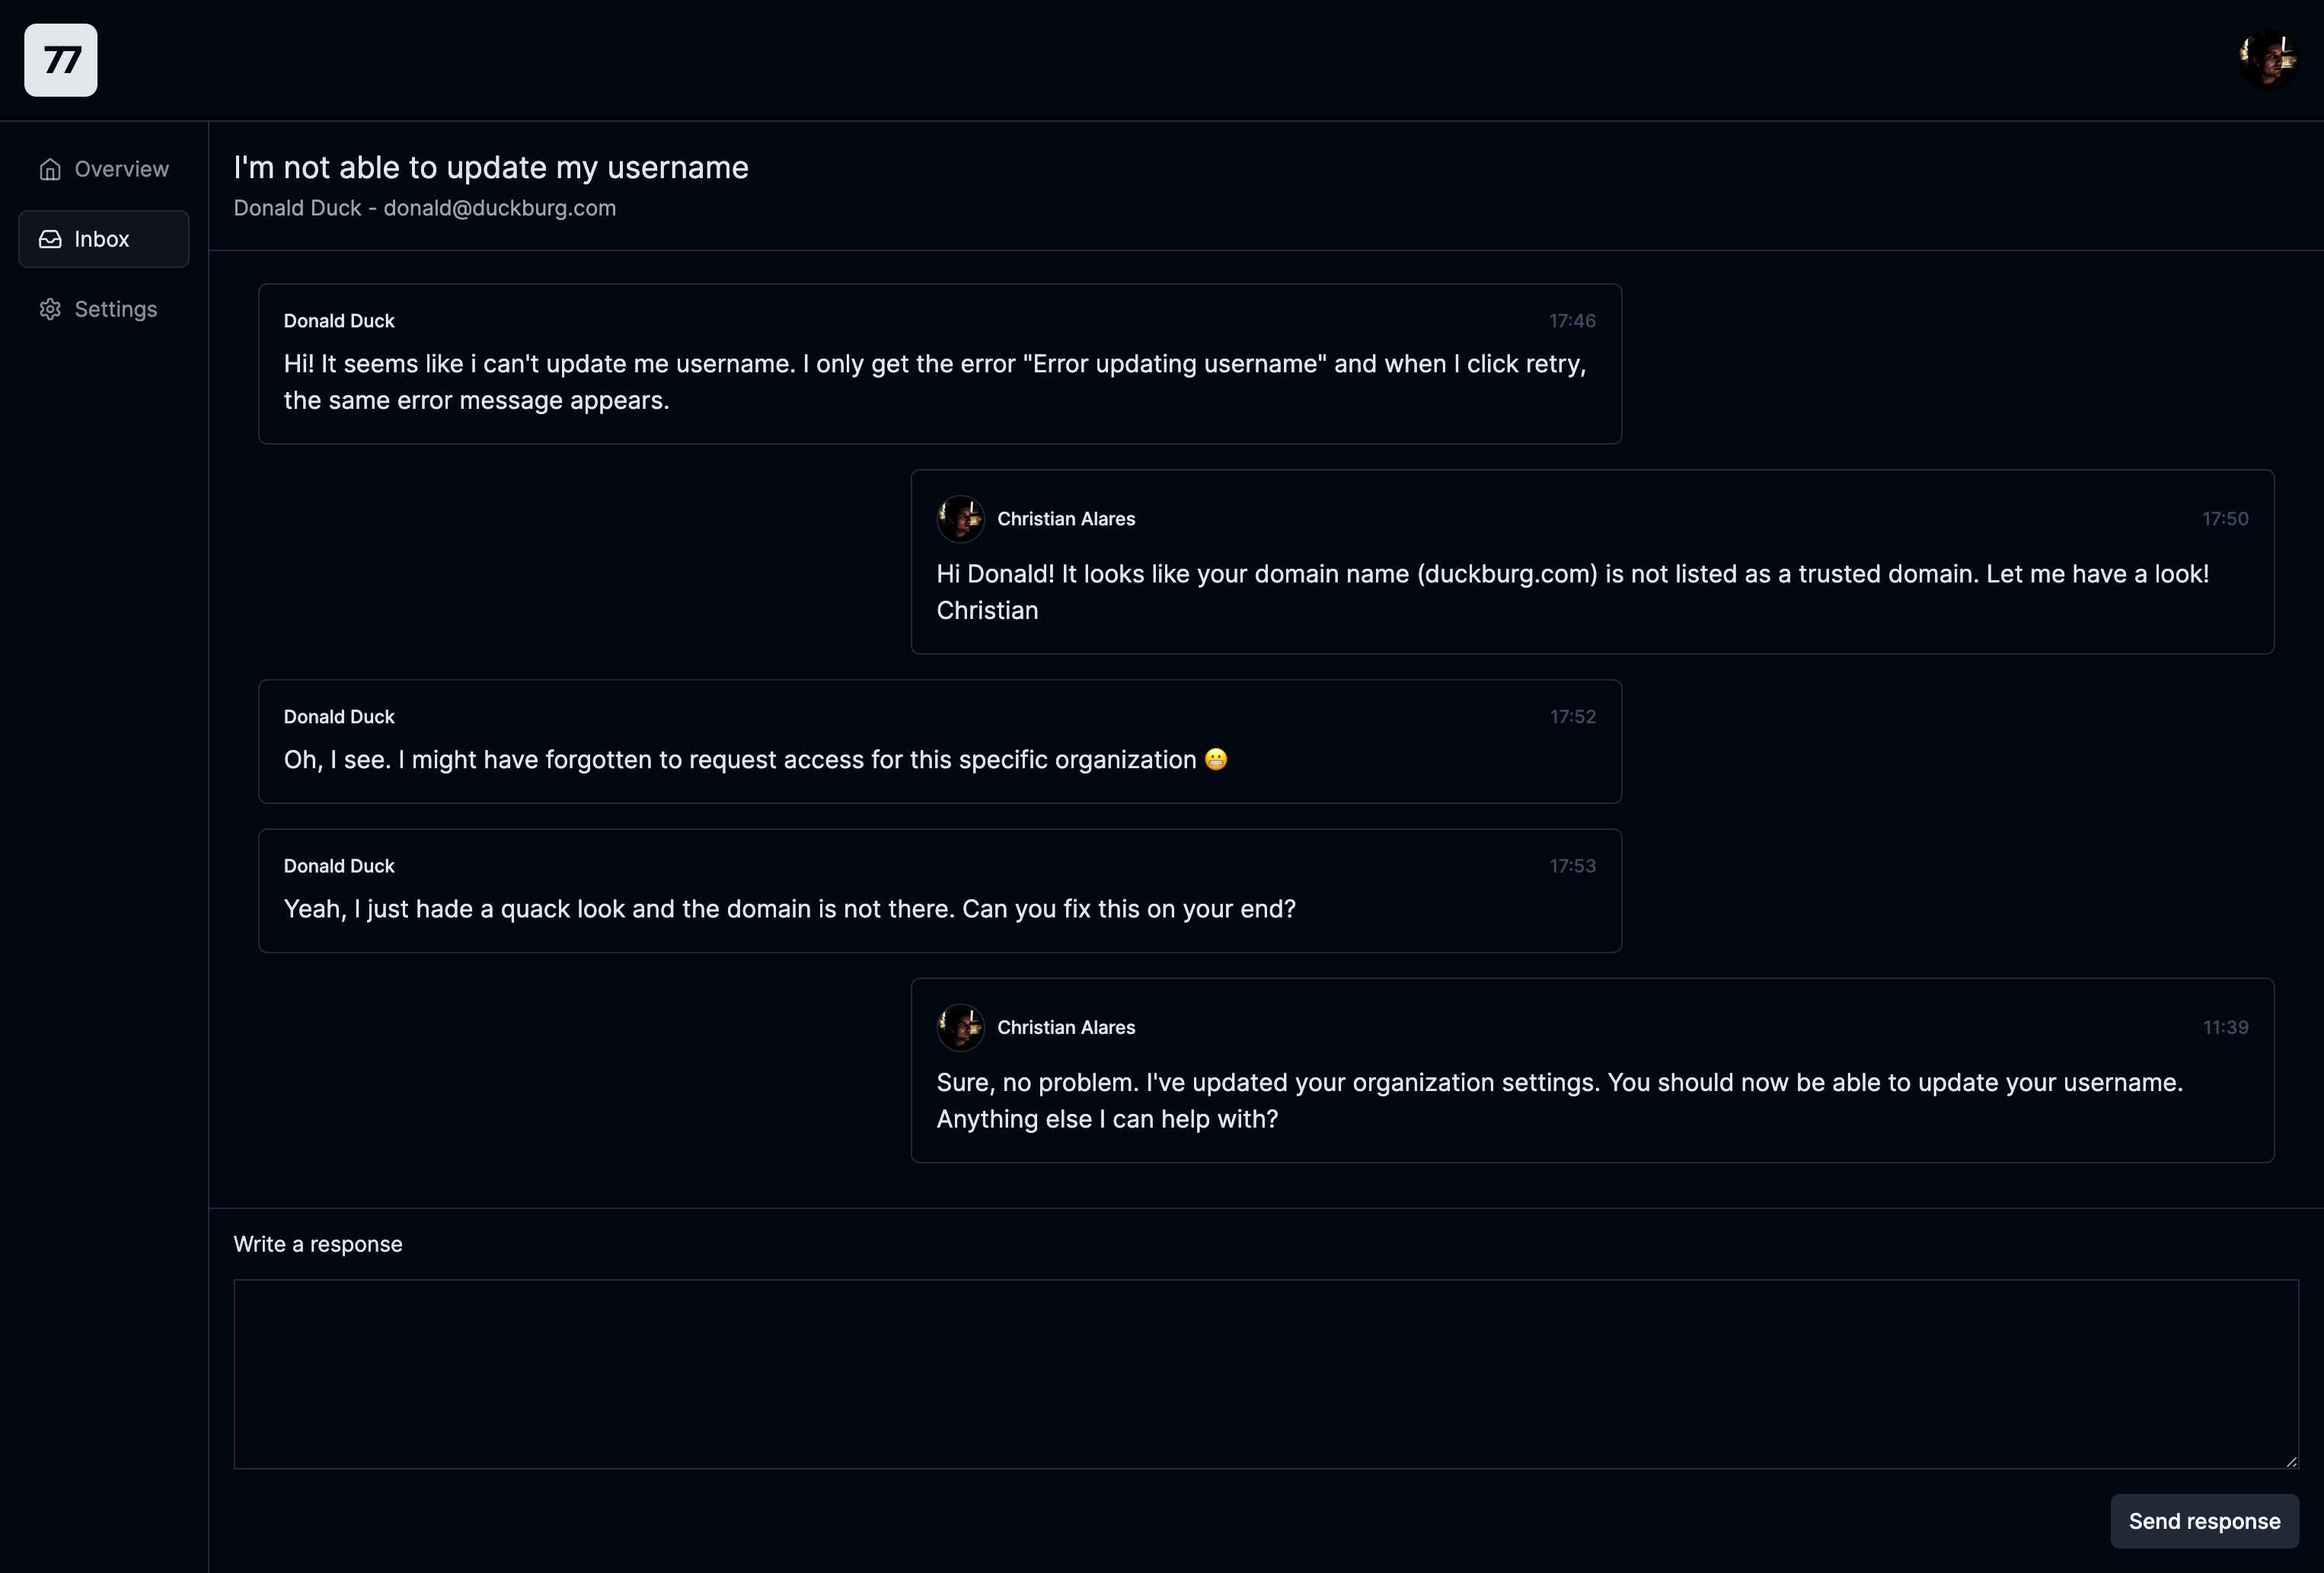 77
Overview
Inbox
Settings
I'm not able to update my username
Donald Duck - donald@duckburg.com
Donald Duck
17:46
Hi! It seems like i can't update me username. I only get the error "Error updating username" and when I click retry,
the same error message appears.
Christian Alares
17:50
Hi Donald! It looks like your domain name (duckburg.com) is not listed as a trusted domain. Let me have a look!
Christian
Donald Duck
17:52
Oh, I see. I might have forgotten to request access for this specific organization 😬
Donald Duck
17:53
Yeah, I just hade a quack look and the domain is not there. Can you fix this on your end?
Christian Alares
11:39
Sure, no problem. I've updated your organization settings. You should now be able to update your username.
Anything else I can help with?
Write a response
Send response